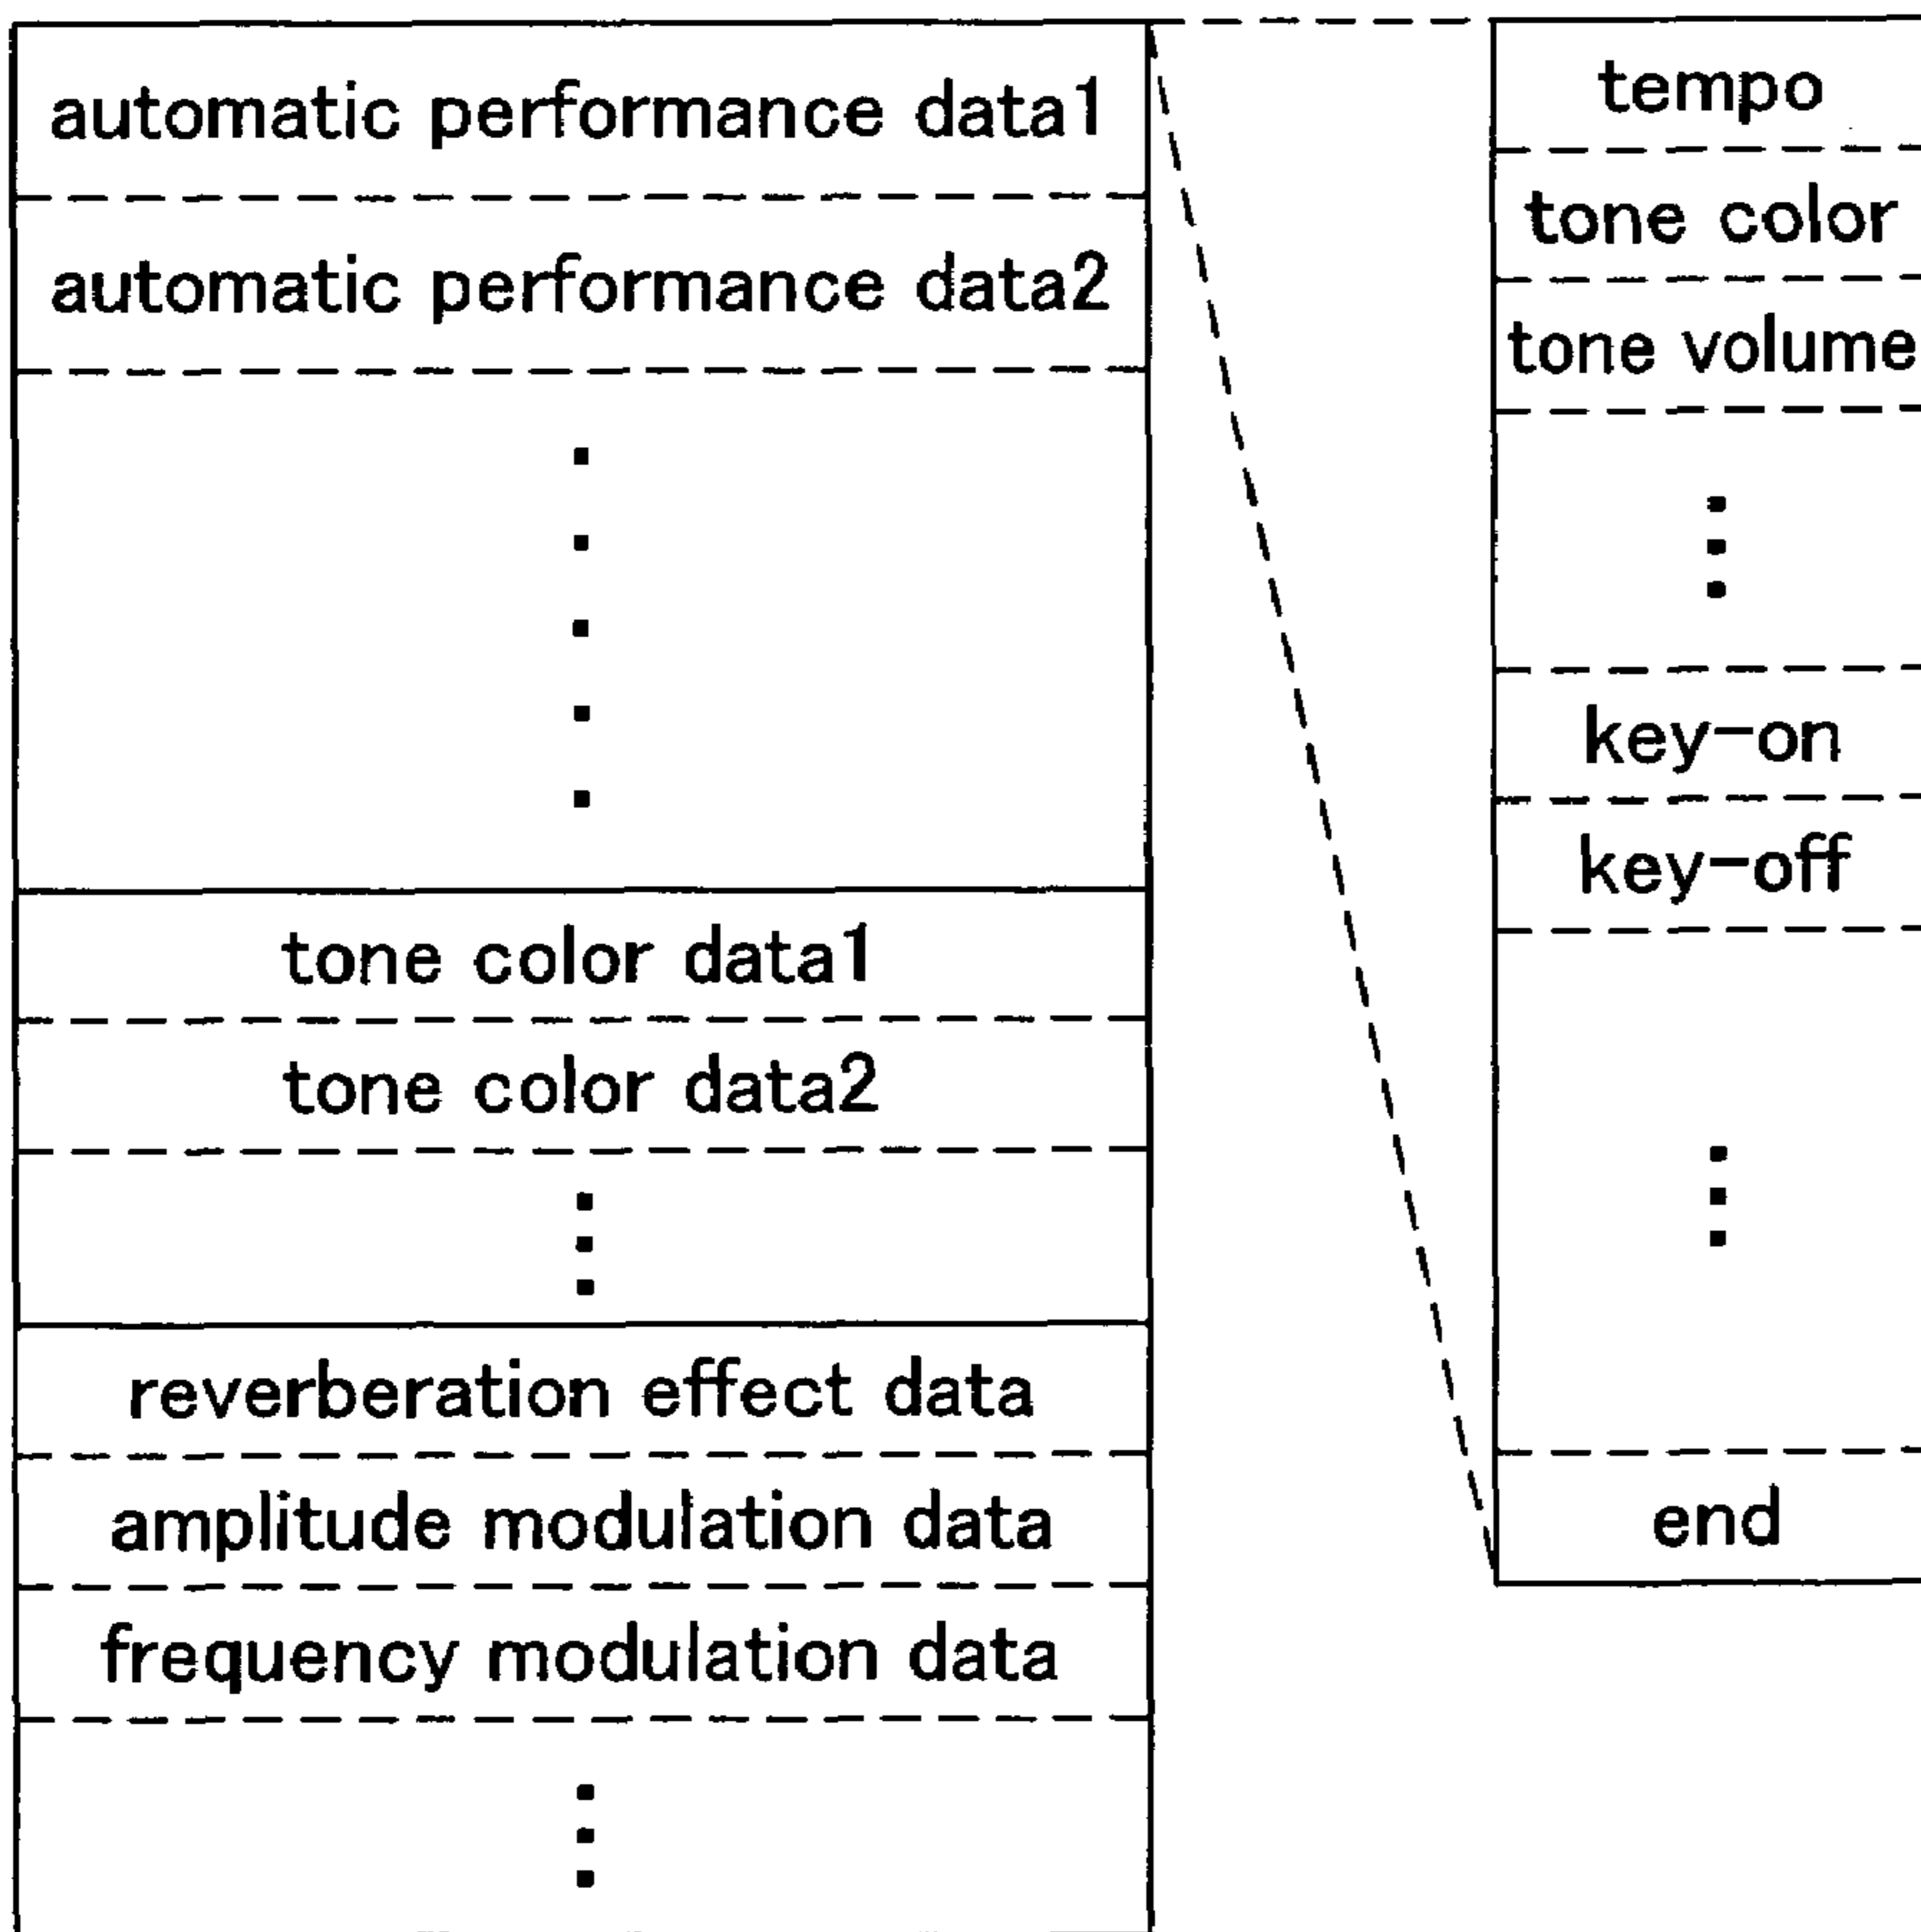 automatic performance data1
automatic performance data2
tone color data1
tone color data2
reverberation effect data
amplitude modulation data
frequency modulation data
tempo
tone color
tone volume
key-on
key-off
end